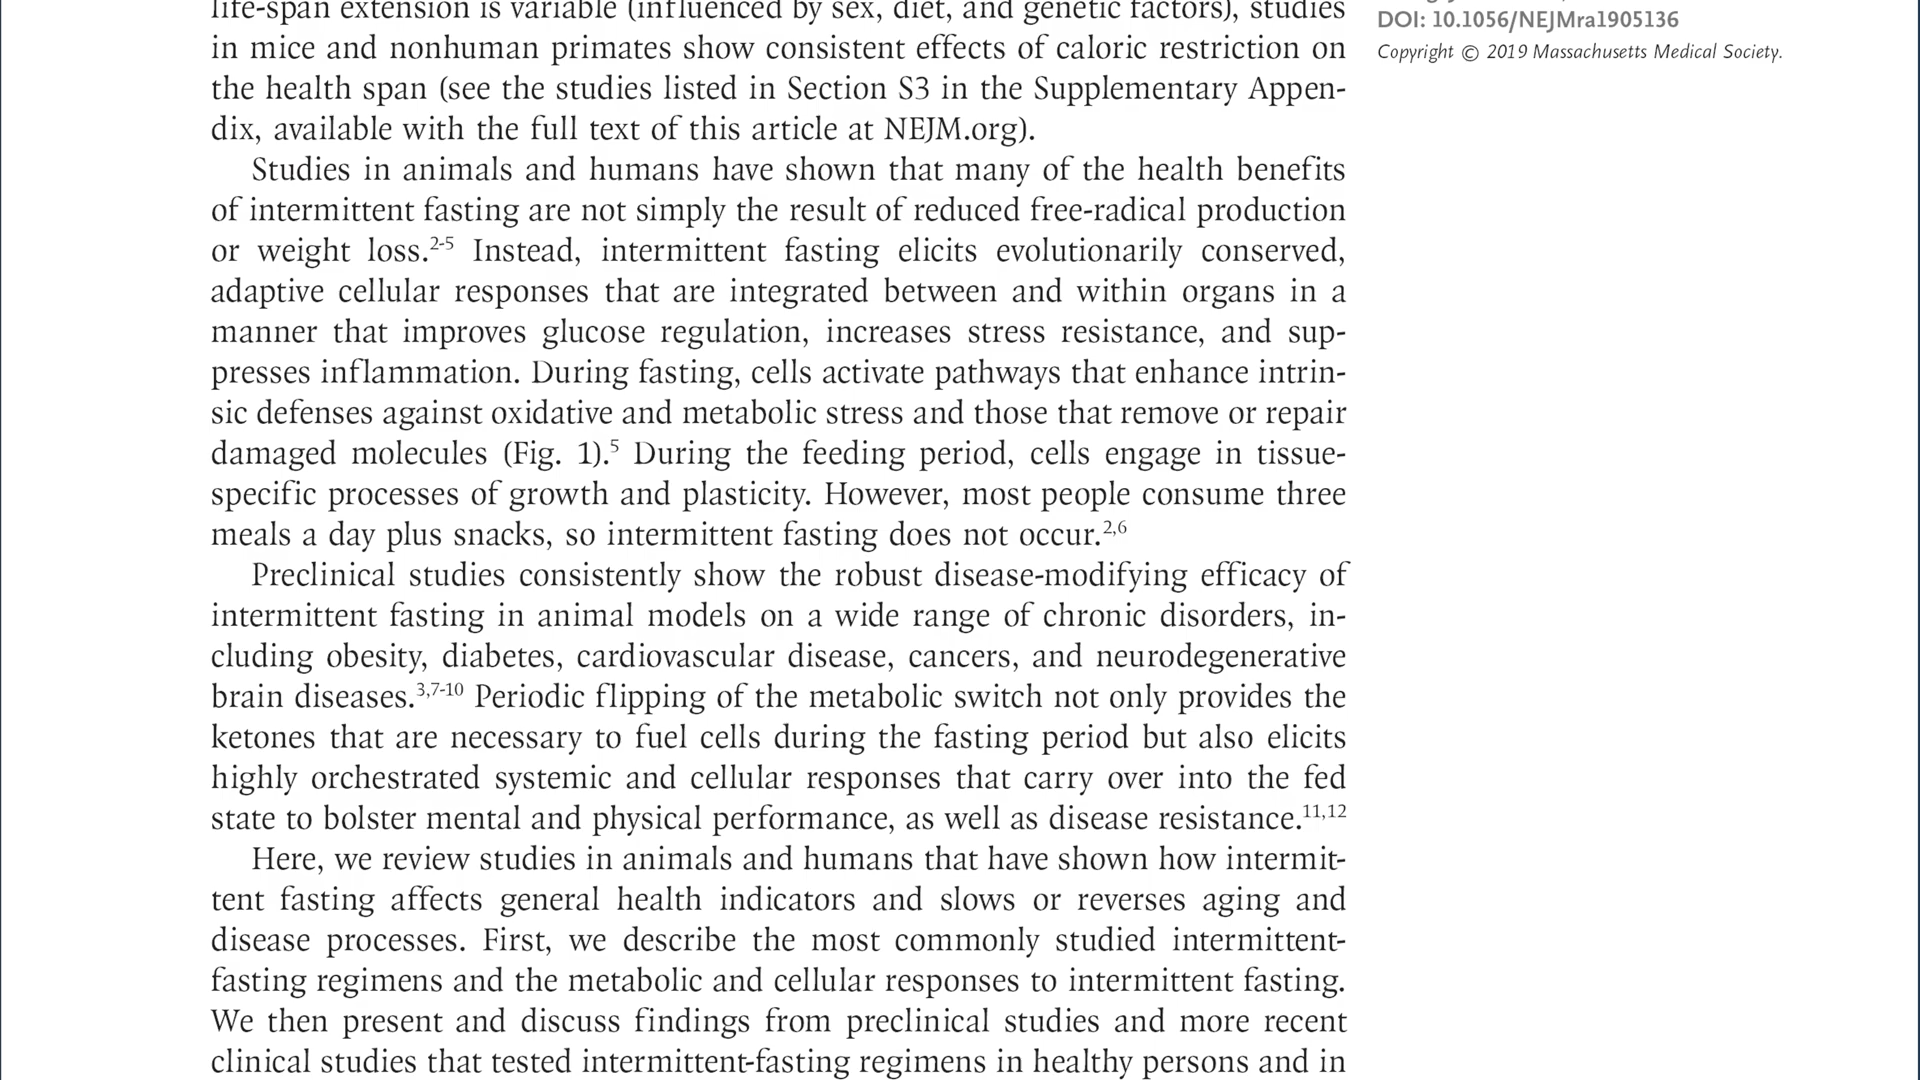 life-span extension is variable (influenced by sex, diet, and genetic factors), studies
in mice and nonhuman primates show consistent effects of caloric restriction on
the health span (see the studies listed in Section S3 in the Supplementary Appen-
dix, available with the full text of this article at NEJM.org).
Studies in animals and humans have shown that many of the health benefits
of intermittent fasting are not simply the result of reduced free-radical production
or weight loss.2-5 Instead, intermittent fasting elicits evolutionarily conserved,
adaptive cellular responses that are integrated between and within organs in a
manner that improves glucose regulation, increases stress resistance, and sup-
presses inflammation. During fasting, cells activate pathways that enhance intrin-
sic defenses against oxidative and metabolic stress and those that remove or repair
damaged molecules (Fig. 1).5 During the feeding period, cells engage in tissue-
specific processes of growth and plasticity. However, most people consume three
meals a day plus snacks, so intermittent fasting does not occur.2,6
Preclinical studies consistently show the robust disease-modifying efficacy of
intermittent fasting in animal models on a wide range of chronic disorders, in-
cluding obesity, diabetes, cardiovascular disease, cancers, and neurodegenerative
brain diseases.3,7-10 Periodic flipping of the metabolic switch not only provides the
ketones that are necessary to fuel cells during the fasting period but also elicits
highly orchestrated systemic and cellular responses that carry over into the fed
state to bolster mental and physical performance, as well as disease resistance.11,12
Here, we review studies in animals and humans that have shown how intermit-
tent fasting affects general health indicators and slows or reverses aging and
disease processes. First, we describe the most commonly studied intermittent-
fasting regimens and the metabolic and cellular responses to intermittent fasting.
We then present and discuss findings from preclinical studies and more recent
clinical studies that tested intermittent-fasting regimens in healthy persons and in
DOI: 10.1056/NEJMra1905136
Copyright © 2019 Massachusetts Medical Society.